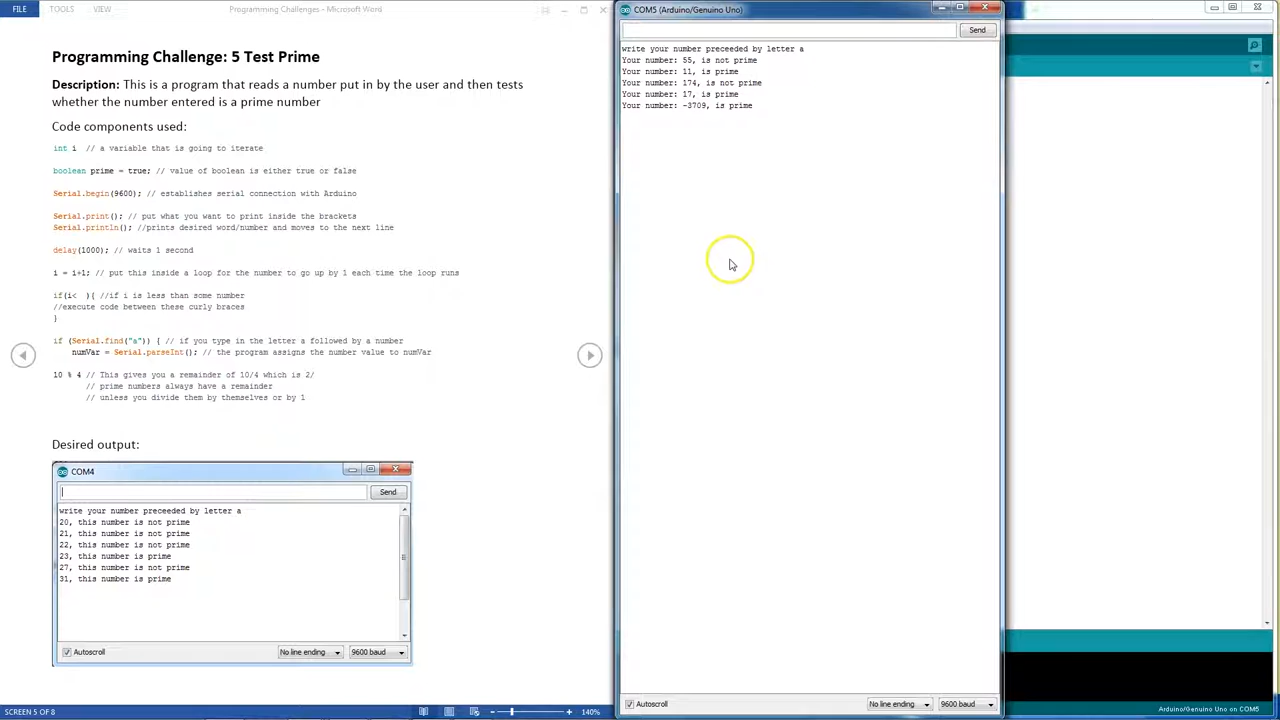 FILE TOOLS VIEW Programming Challenges - Microsoft Word
Programming Challenge: 5 Test Prime
Description: This is a program that reads a number put in by the user and then tests
whether the number entered is a prime number
Code components used:
int i // a variable that is going to iterate
boolean prime = true; // value of boolean is either true or false
Serial.begin(9600); // establishes serial connection with Arduino
Serial.print(); // put what you want to print inside the brackets
Serial.println(); //prints desired word/number and moves to the next line
delay(1000); // waits 1 second
i = i+1; // put this inside a loop for the number to go up by 1 each time the loop runs
if(i< ){ //if i is less than some number
//execute code between these curly braces
}
if (Serial.find("a")) { // if you type in the letter a followed by a number
numVar = Serial.parseInt(); // the program assigns the number value to numVar
10 % 4 // This gives you a remainder of 10/4 which is 2/
// prime numbers always have a remainder
// unless you divide them by themselves or by 1
Desired output:
COM4
Send
write your number preceeded by letter a
20, this number is not prime
21, this number is not prime
22, this number is not prime
23, this number is prime
27, this number is not prime
31, this number is prime
Autoscroll No line ending 9600 baud
SCREEN 5 OF 8 140%
COM5 (Arduino/Genuino Uno)
Send
write your number preceeded by letter a
Your number: 55, is not prime
Your number: 11, is prime
Your number: 174, is not prime
Your number: 17, is prime
Your number: -3709, is prime
Autoscroll No line ending 9600 baud
Arduino/Genuino Uno on COM5